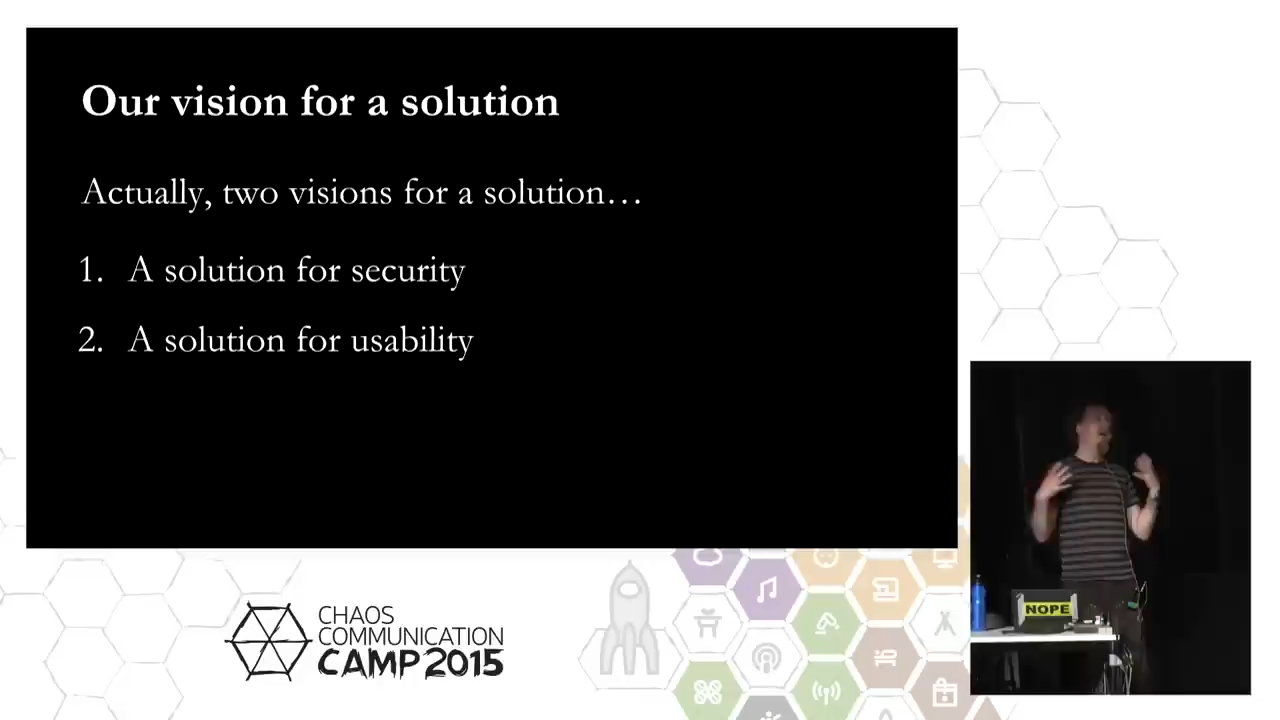 Our vision for a solution
Actually, two visions for a solution…
1. A solution for security
2. A solution for usability
NOPE
CHAOS
COMMUNICATION
CAMP 2015